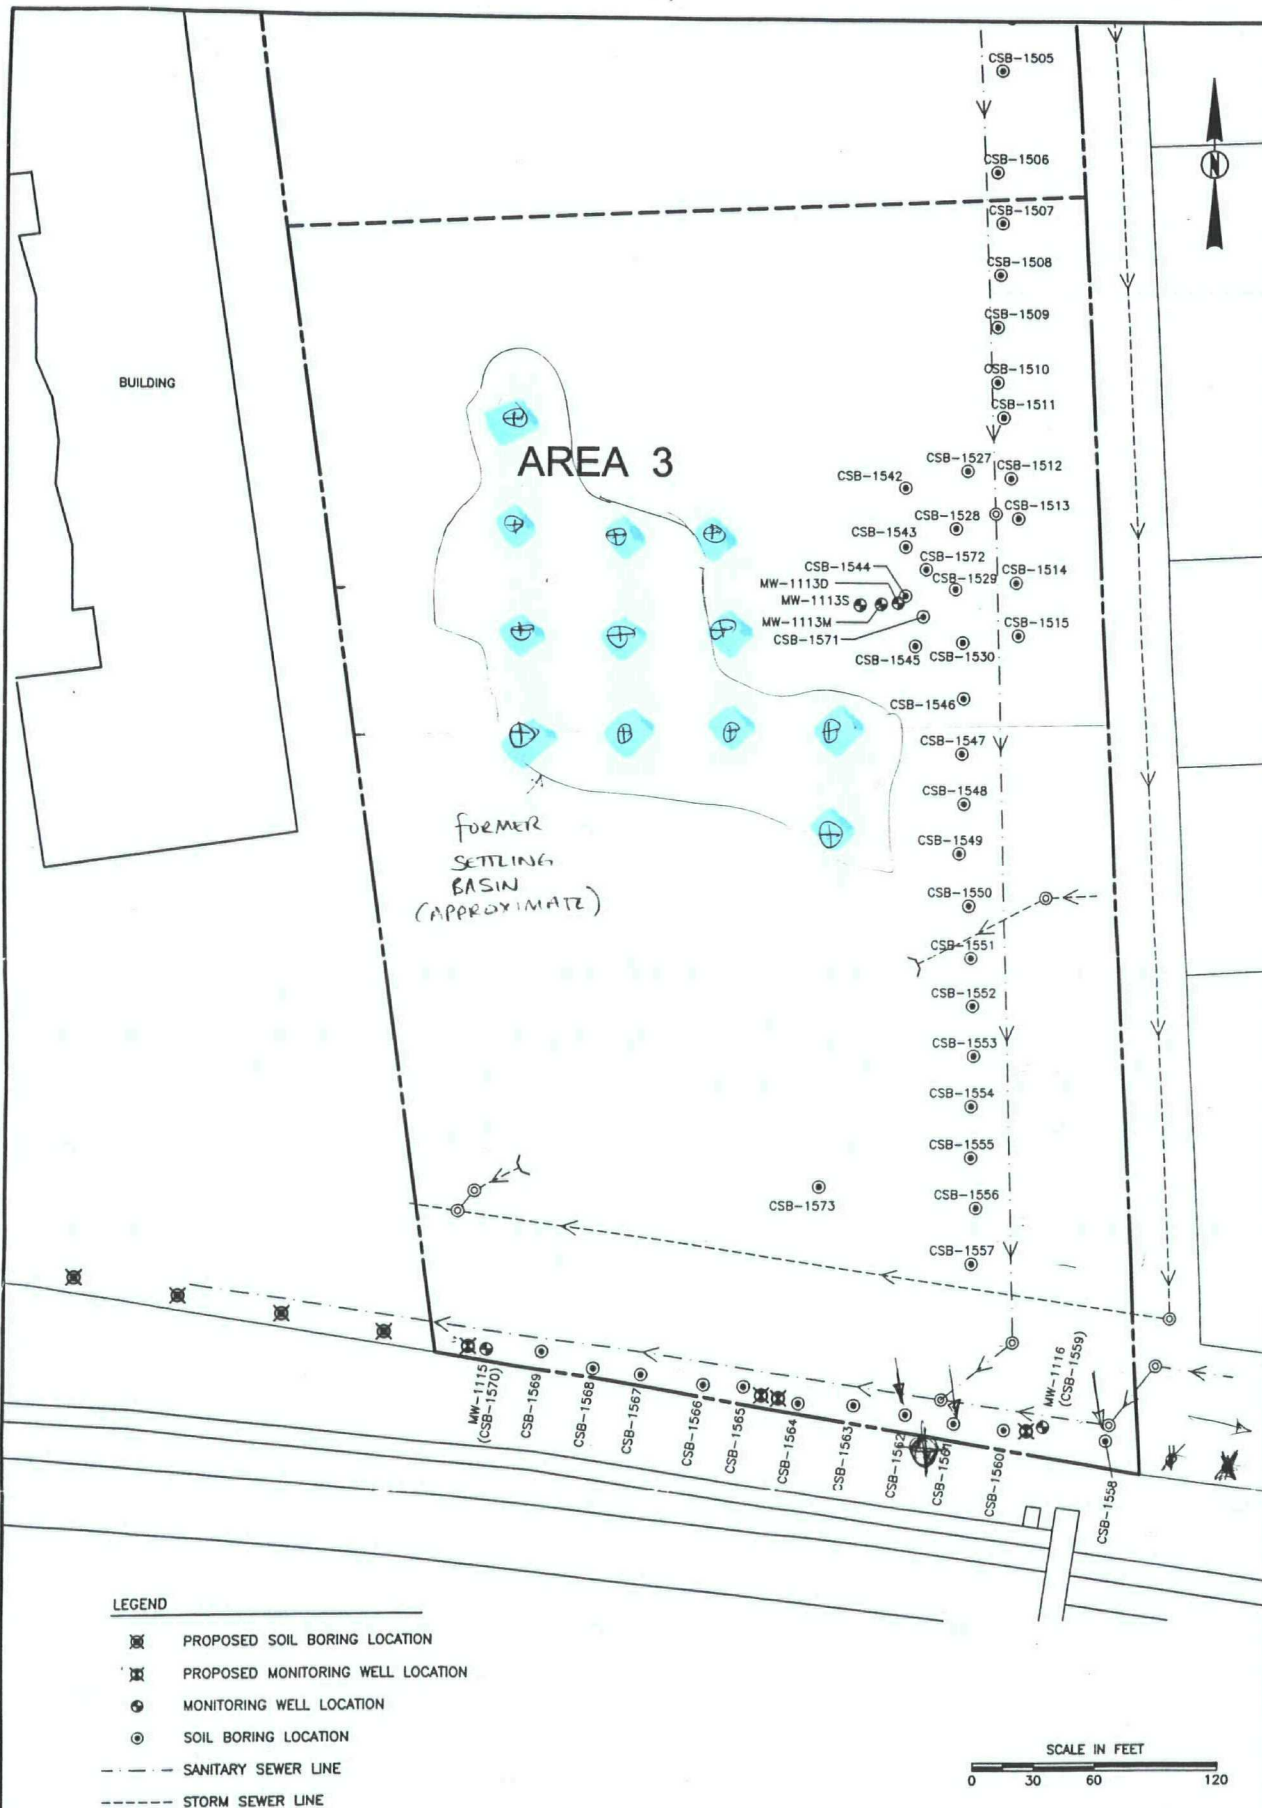 CSB-1505
CSB-1506
CSB-1507
CSB-1508
CSB-1509
BUILDING
CSB-1510
CSB-1511
AREA 3
CSB-1527
CSB-1512
CSB-1542
CSB-1513
CSB-1528
CSB-1543
CSB-1572
CSB-1544
CSB-1514
MW-1113D
CSB-1529
MW-1113S
MW-1113M
CSB-1515
CSB-1571
CSB-1545
CSB-1530
CSB-1546
CSB-1547
CSB-1548
FORMER
SETTLING
BASIN
(APPROXIMATE)
CSB-1549
CSB-1550
CSB-1551
CSB-1552
CSB-1553
CSB-1554
CSB-1555
CSB-1556
CSB-1573
CSB-1557
MW-1115
(CSB-1570)
CSB-1569
CSB-1568
CSB-1567
CSB-1566
CSB-1565
CSB-1564
CSB-1563
CSB-1562
CSB-1561
CSB-1560
MW-1116
(CSB-1559)
CSB-1558
N
LEGEND
PROPOSED SOIL BORING LOCATION
PROPOSED MONITORING WELL LOCATION
MONITORING WELL LOCATION
SOIL BORING LOCATION
SANITARY SEWER LINE
STORM SEWER LINE
SCALE IN FEET
0 30 60 120